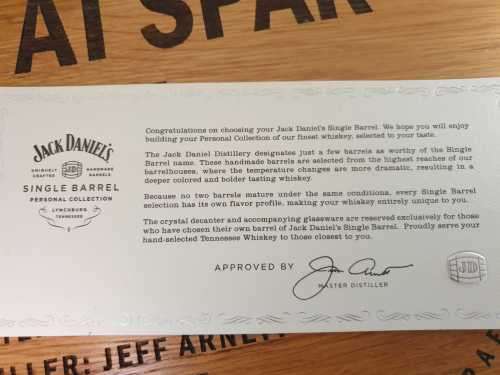 AT SPAR
Congratulations on choosing your Jack Daniel's Single Barrel. We hope you will enjoy
building your Personal Collection of our finest whiskey, selected to your taste.
The Jack Daniel Distillery designates just a few barrels as worthy of the Single
Barrel name. These handmade barrels are selected from the highest reaches of our
barrelhouses, where the temperature changes are more dramatic, resulting in a
deeper colored and bolder tasting whiskey.
Because no two barrels mature under the same conditions, every Single Barrel
selection has its own flavor profile, making your whiskey entirely unique to you.
The crystal decanter and accompanying glassware are reserved exclusively for those
who have chosen their own barrel of Jack Daniel's Single Barrel. Proudly serve your
hand-selected Tennessee Whiskey to those closest to you.
JACK DANIEL'S
UNIQUELY CRAFTED JD HANDMADE BARRELS
SINGLE BARREL
PERSONAL COLLECTION
LYNCHBURG
TENNESSEE
APPROVED BY
MASTER DISTILLER
JD
LLER: JEFF ARNET